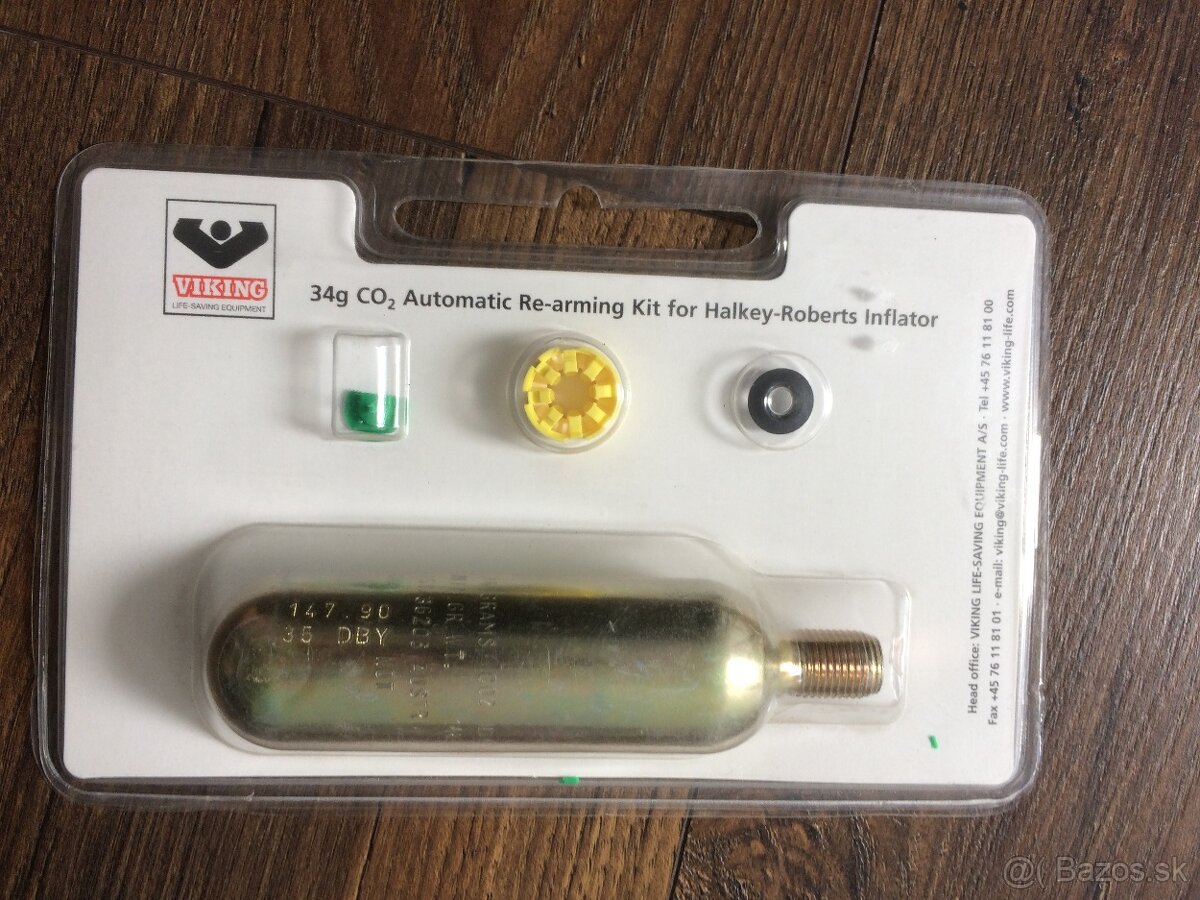 VIKING
LIFE-SAVING EQUIPMENT
34g CO₂ Automatic Re-arming Kit for Halkey-Roberts Inflator
Head office: VIKING LIFE-SAVING EQUIPMENT A/S · Tel +45 76 11 81 00
Fax +45 76 11 81 01 · e-mail: viking@viking-life.com · www.viking-life.com
147.90
35 DBY
@( Bazos.sk